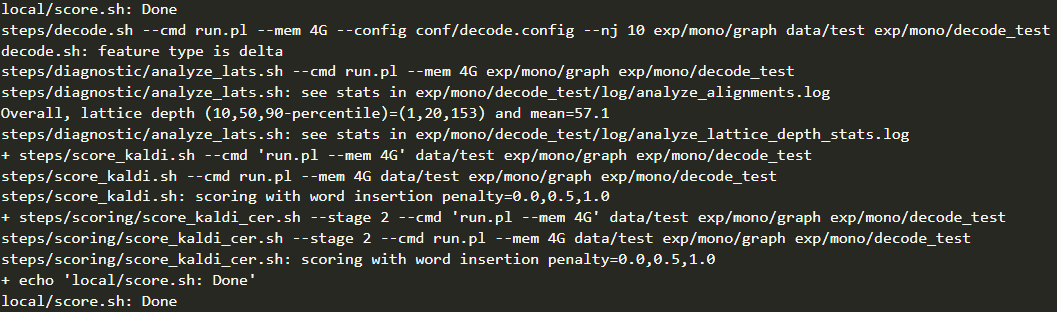 local/score.sh: Done
steps/decode.sh --cmd run.pl --mem 4G --config conf/decode.config --nj 10 exp/mono/graph data/test exp/mono/decode_test
decode.sh: feature type is delta
steps/diagnostic/analyze_lats.sh --cmd run.pl --mem 4G exp/mono/graph exp/mono/decode_test
steps/diagnostic/analyze_lats.sh: see stats in exp/mono/decode_test/log/analyze_alignments.log
Overall, lattice depth (10,50,90-percentile)=(1,20,153) and mean=57.1
steps/diagnostic/analyze_lats.sh: see stats in exp/mono/decode_test/log/analyze_lattice_depth_stats.log
+ steps/score_kaldi.sh --cmd 'run.pl --mem 4G' data/test exp/mono/graph exp/mono/decode_test
steps/score_kaldi.sh --cmd run.pl --mem 4G data/test exp/mono/graph exp/mono/decode_test
steps/score_kaldi.sh: scoring with word insertion penalty=0.0,0.5,1.0
+ steps/scoring/score_kaldi_cer.sh --stage 2 --cmd 'run.pl --mem 4G' data/test exp/mono/graph exp/mono/decode_test
steps/scoring/score_kaldi_cer.sh --stage 2 --cmd run.pl --mem 4G data/test exp/mono/graph exp/mono/decode_test
steps/scoring/score_kaldi_cer.sh: scoring with word insertion penalty=0.0,0.5,1.0
+ echo 'local/score.sh: Done'
local/score.sh: Done